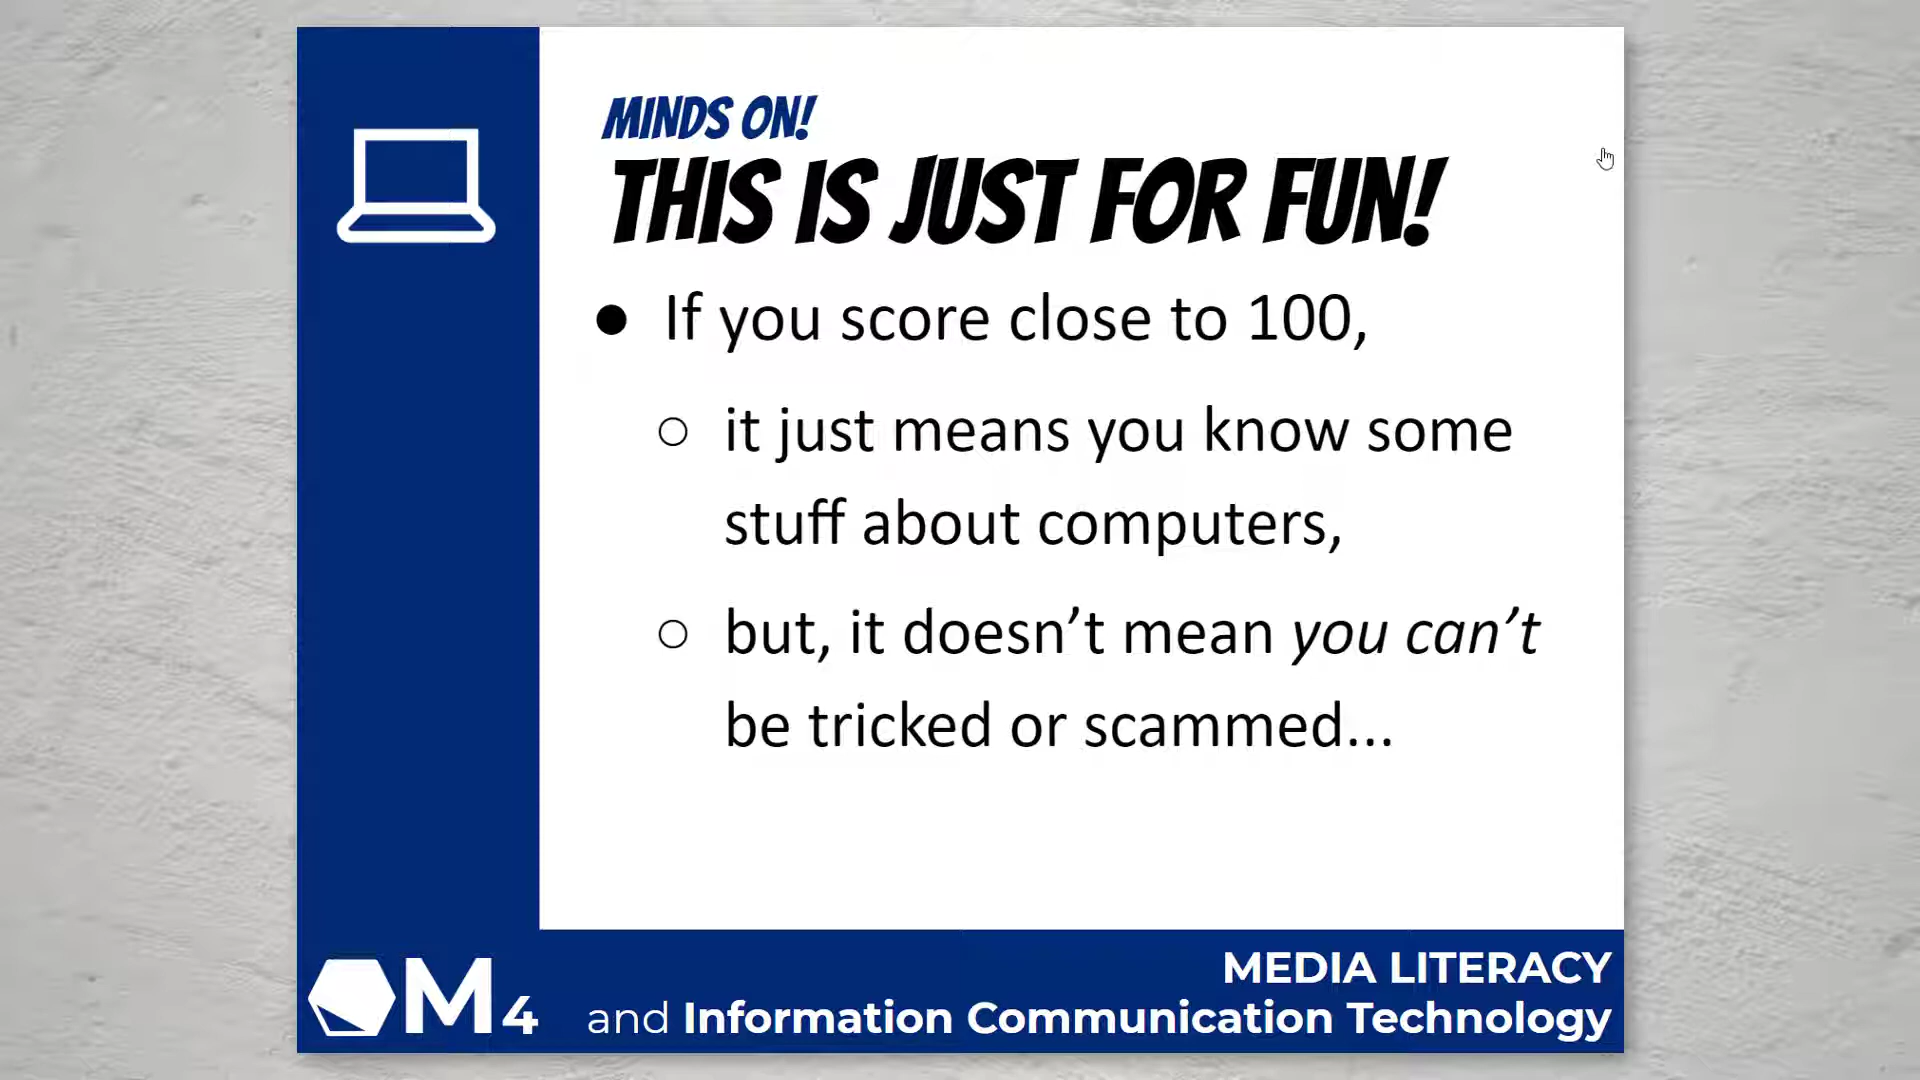 MINDS ON!
THIS IS JUST FOR FUN!
● If you score close to 100,
○ it just means you know some
stuff about computers,
○ but, it doesn’t mean you can’t
be tricked or scammed...
M4
MEDIA LITERACY
and Information Communication Technology